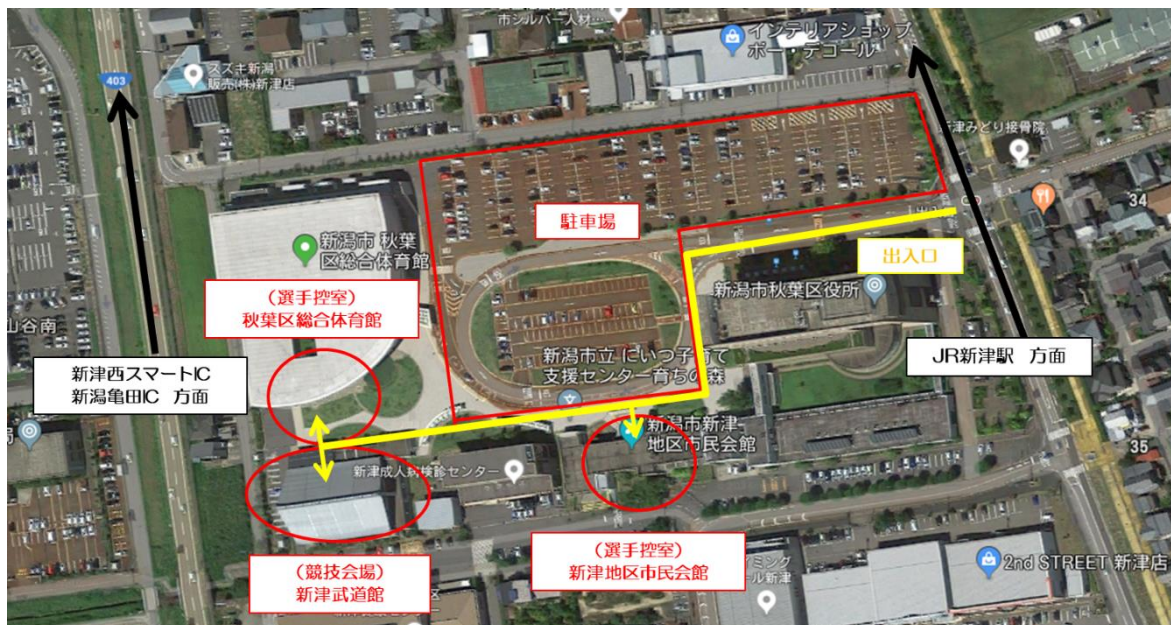 市シルバー人材…
インテリアショップ
ボー デコール
スズキ新潟
販売(株)新津店
403
新津みどり接骨院
34
駐車場
出入口
新潟市 秋葉
区総合体育館
(選手控室)
秋葉区総合体育館
新潟市秋葉区役所
山谷南
新津西スマートIC
新潟亀田IC 方面
JR新津駅 方面
新潟市立 にいつ子育て
支援センター育ちの森
新潟市新津
地区市民会館
35
新津成人病検診センター
(競技会場)
新津武道館
(選手控室)
新津地区市民会館
2nd STREET 新津店